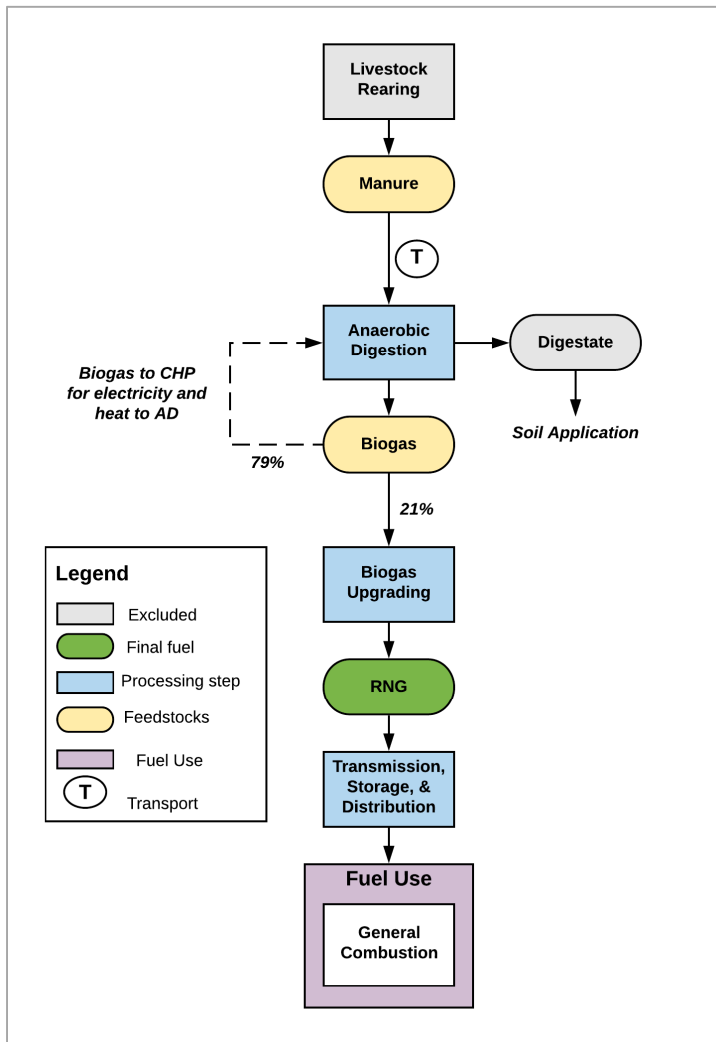 Livestock
Rearing
Manure
T
Anaerobic
Digestion
Digestate
Biogas to CHP
for electricity and
heat to AD
Soil Application
Biogas
79%
21%
Biogas
Upgrading
Legend
Excluded
Final fuel
Processing step
Feedstocks
Fuel Use
T
Transport
RNG
Transmission,
Storage, &
Distribution
Fuel Use
General
Combustion